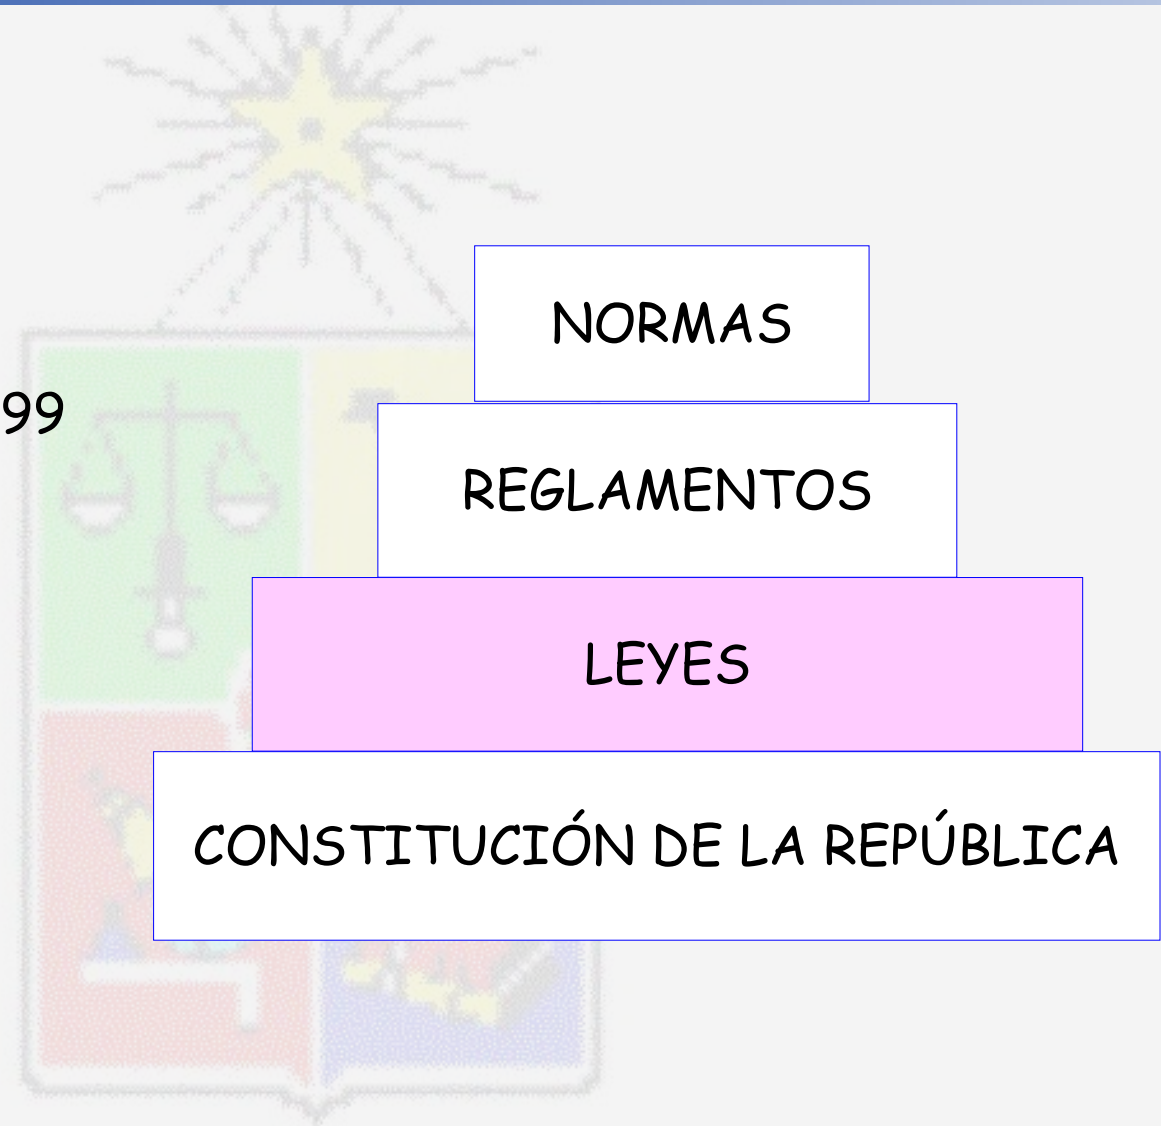 NORMAS
99
REGLAMENTOS
LEYES
CONSTITUCIÓN DE LA REPÚBLICA